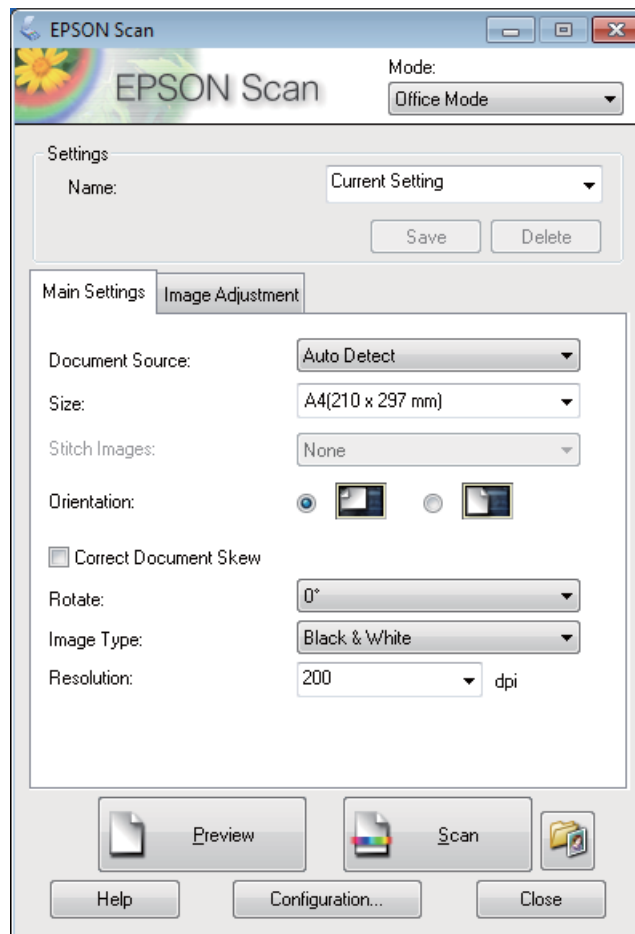 EPSON Scan
EPSON Scan
Mode:
Office Mode
Settings
Name:
Current Setting
Save
Delete
Main Settings
Image Adjustment
Document Source:
Auto Detect
Size:
A4(210 x 297 mm)
Stitch Images:
None
Orientation:
Correct Document Skew
Rotate:
0°
Image Type:
Black & White
Resolution:
200
dpi
Preview
Scan
Help
Configuration...
Close